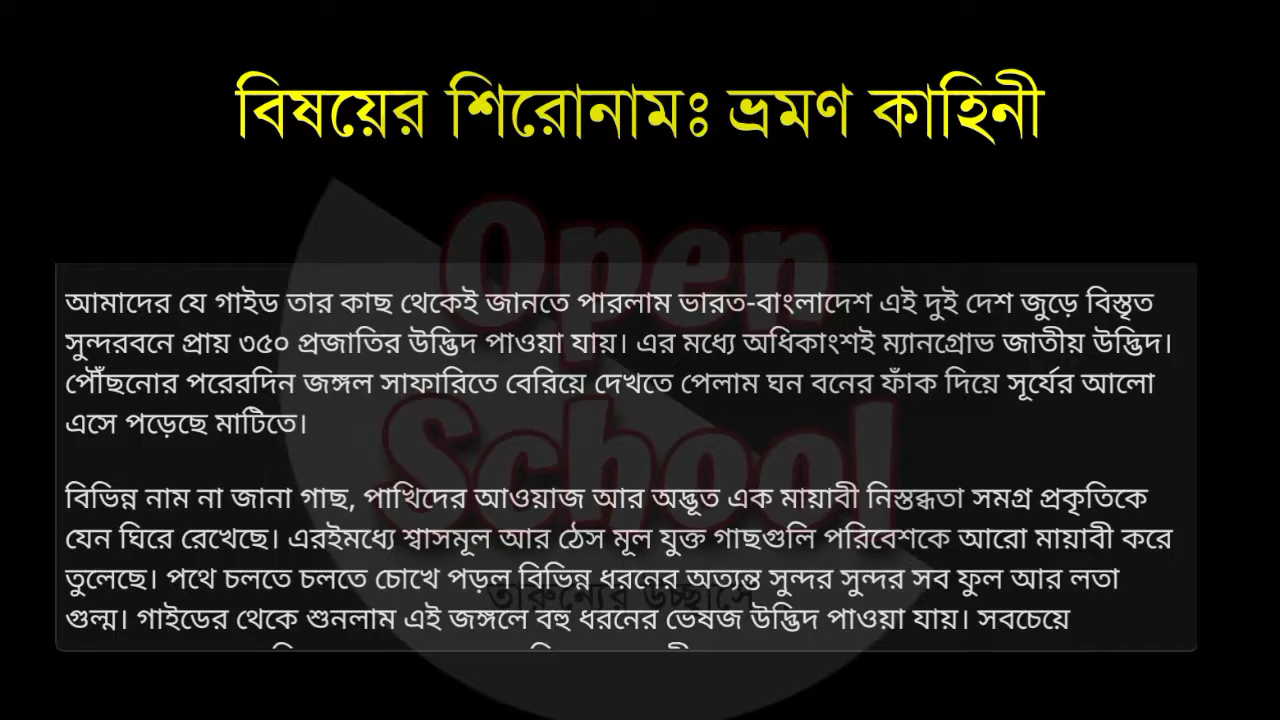 বিষয়ের শিরোনামঃ ভ্রমণ কাহিনী
Open
School
তারুন্যের উচ্ছাসে
আমাদের যে গাইড তার কাছ থেকেই জানতে পারলাম ভারত-বাংলাদেশ এই দুই দেশ জুড়ে বিস্তৃত
সুন্দরবনে প্রায় ৩৫০ প্রজাতির উদ্ভিদ পাওয়া যায়। এর মধ্যে অধিকাংশই ম্যানগ্রোভ জাতীয় উদ্ভিদ।
পৌঁছনোর পরেরদিন জঙ্গল সাফারিতে বেরিয়ে দেখতে পেলাম ঘন বনের ফাঁক দিয়ে সূর্যের আলো
এসে পড়েছে মাটিতে।
বিভিন্ন নাম না জানা গাছ, পাখিদের আওয়াজ আর অদ্ভূত এক মায়াবী নিস্তব্ধতা সমগ্র প্রকৃতিকে
যেন ঘিরে রেখেছে। এরইমধ্যে শ্বাসমূল আর ঠেস মূল যুক্ত গাছগুলি পরিবেশকে আরো মায়াবী করে
তুলেছে। পথে চলতে চলতে চোখে পড়ল বিভিন্ন ধরনের অত্যন্ত সুন্দর সুন্দর সব ফুল আর লতা
গুল্ম। গাইডের থেকে শুনলাম এই জঙ্গলে বহু ধরনের ভেষজ উদ্ভিদ পাওয়া যায়। সবচেয়ে